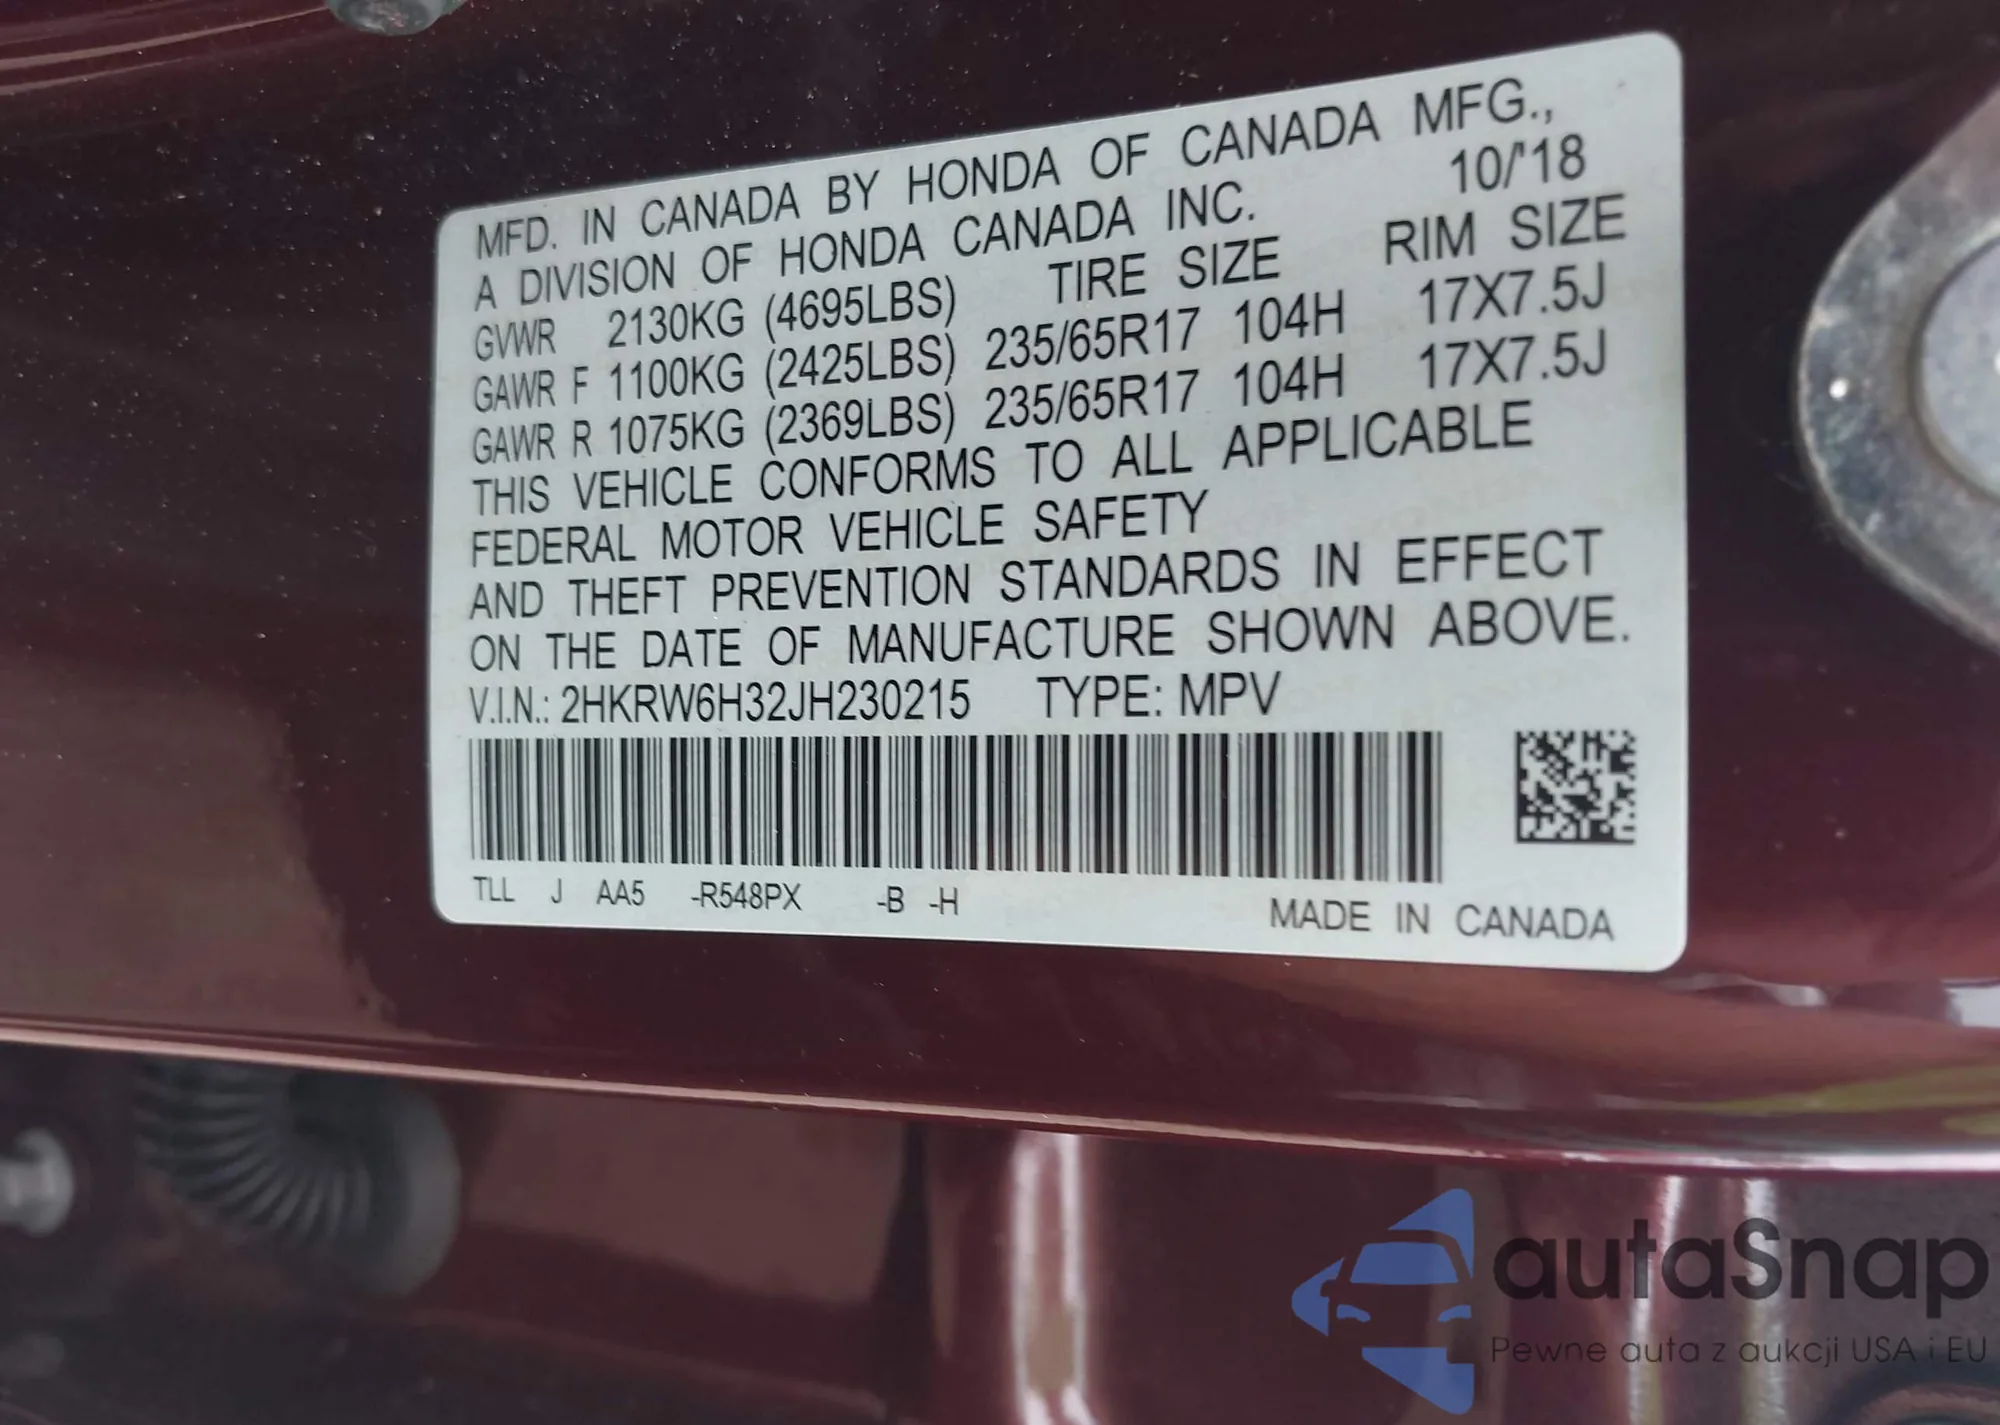 MFD. IN CANADA BY HONDA OF CANADA MFG.,
A DIVISION OF HONDA CANADA INC. 10/'18
GVWR 2130KG (4695LBS) TIRE SIZE RIM SIZE
GAWR F 1100KG (2425LBS) 235/65R17 104H 17X7.5J
GAWR R 1075KG (2369LBS) 235/65R17 104H 17X7.5J
THIS VEHICLE CONFORMS TO ALL APPLICABLE
FEDERAL MOTOR VEHICLE SAFETY
AND THEFT PREVENTION STANDARDS IN EFFECT
ON THE DATE OF MANUFACTURE SHOWN ABOVE.
V.I.N.: 2HKRW6H32JH230215 TYPE: MPV
TLL J AA5 -R548PX -B -H MADE IN CANADA
autaSnap
Pewne auta z aukcji USA i EU